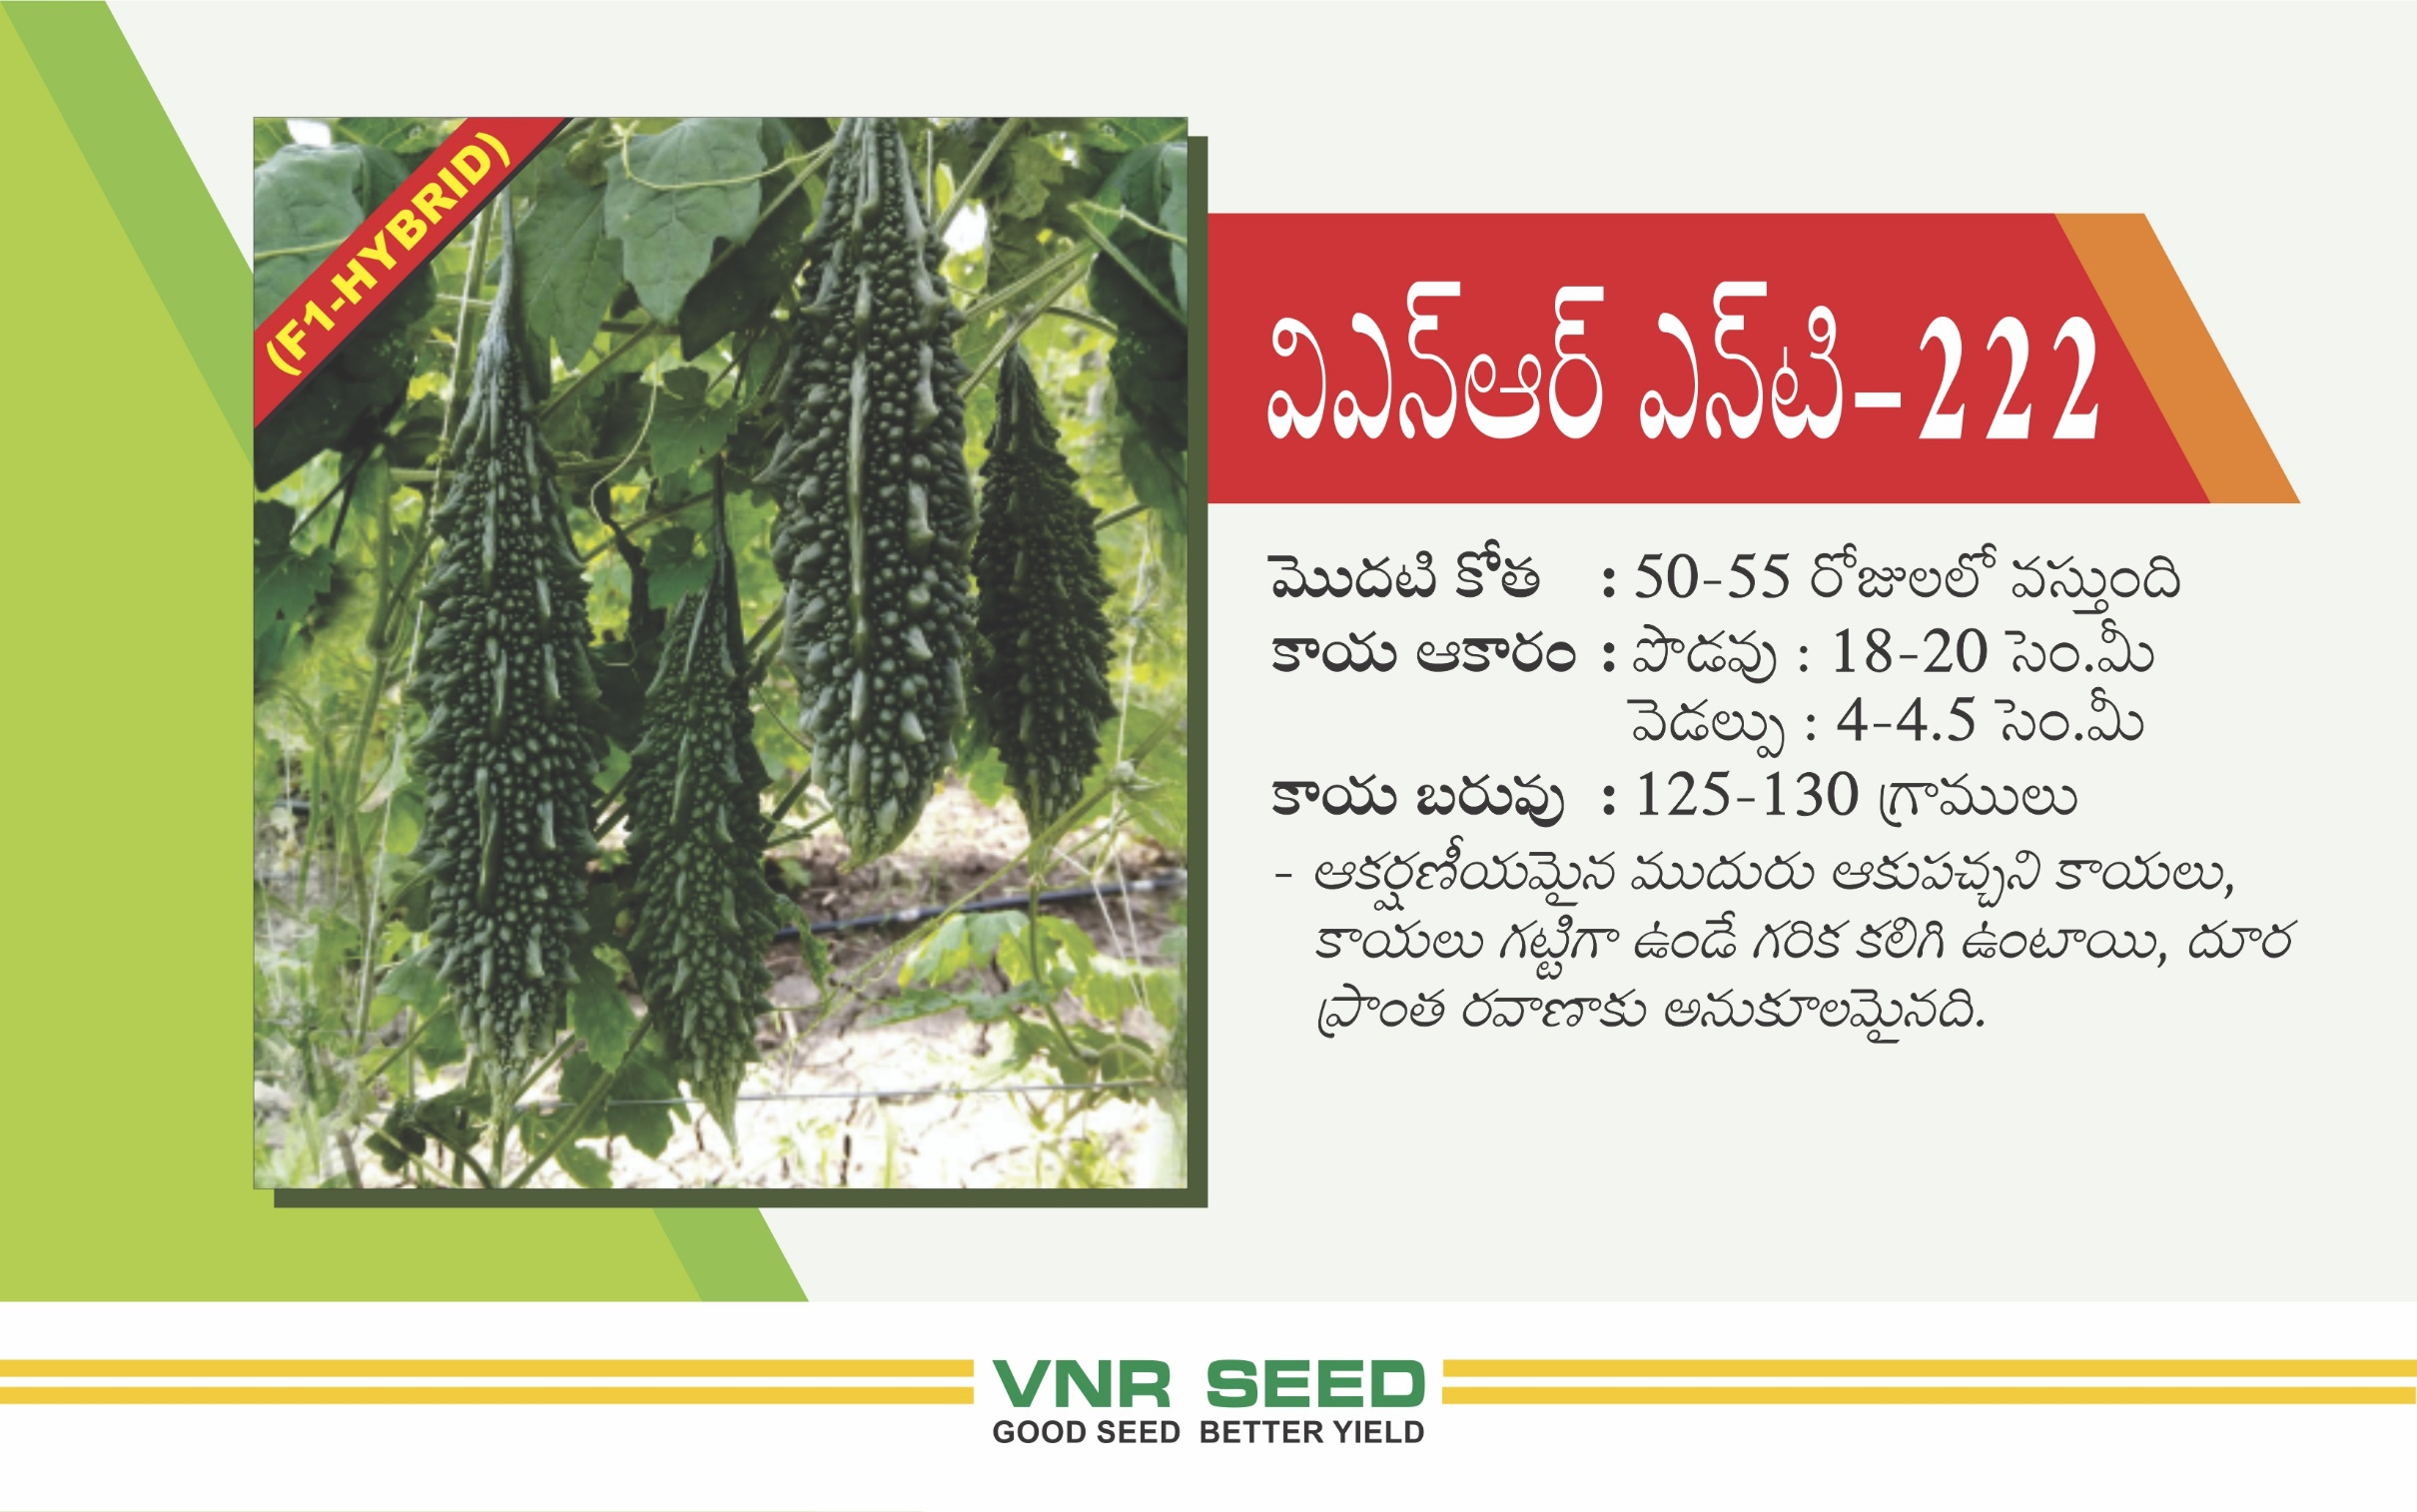 (F1-HYBRID)
విఎన్ఆర్ ఎన్‌టి-222
మొదటి కోత : 50-55 రోజులలో వస్తుంది
కాయ ఆకారం : పొడవు : 18-20 సెం.మీ
వెడల్పు : 4-4.5 సెం.మీ
కాయ బరువు : 125-130 గ్రాములు
- ఆకర్షణీయమైన ముదురు ఆకుపచ్చని కాయలు,
కాయలు గట్టిగా ఉండే గరిక కలిగి ఉంటాయి, దూర
ప్రాంత రవాణాకు అనుకూలమైనది.
VNR SEED
GOOD SEED BETTER YIELD